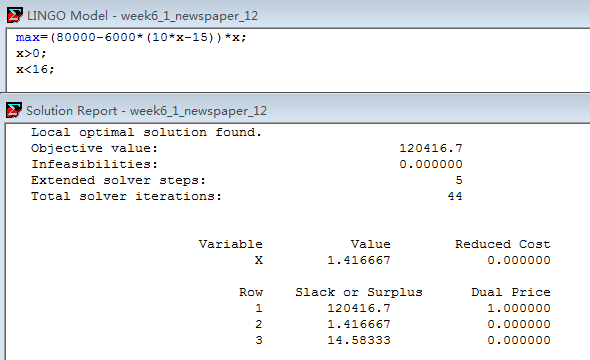 LINGO Model - week6_1_newspaper_12
max=(80000-6000*(10*x-15))*x;
x>0;
x<16;
Solution Report - week6_1_newspaper_12
Local optimal solution found.
Objective value: 120416.7
Infeasibilities: 0.000000
Extended solver steps: 5
Total solver iterations: 44
Variable Value Reduced Cost
X 1.416667 0.000000
Row Slack or Surplus Dual Price
1 120416.7 1.000000
2 1.416667 0.000000
3 14.58333 0.000000